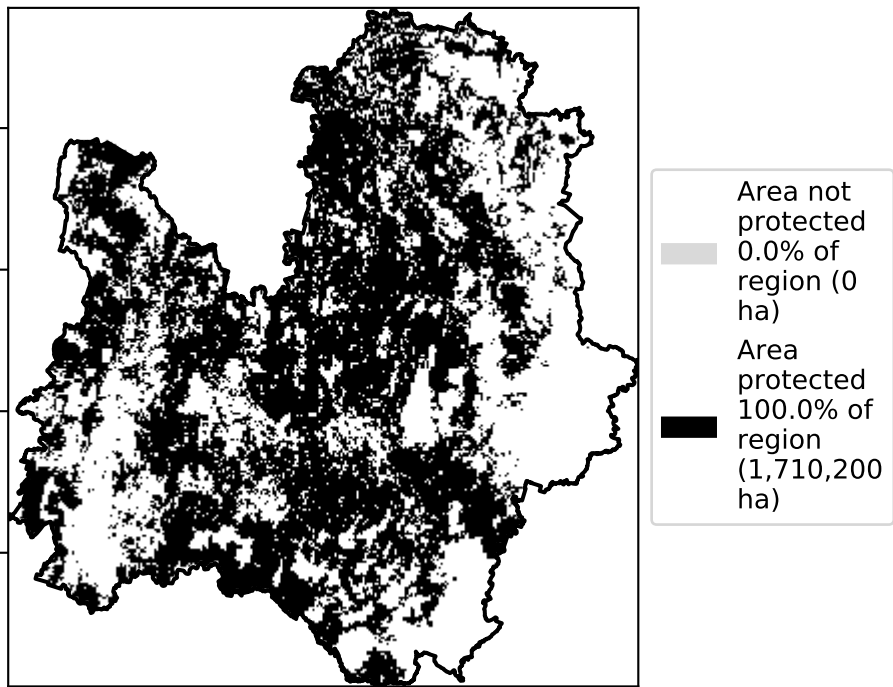 Area not
protected
0.0% of
region (0
ha)
Area
protected
100.0% of
region
(1,710,200
ha)